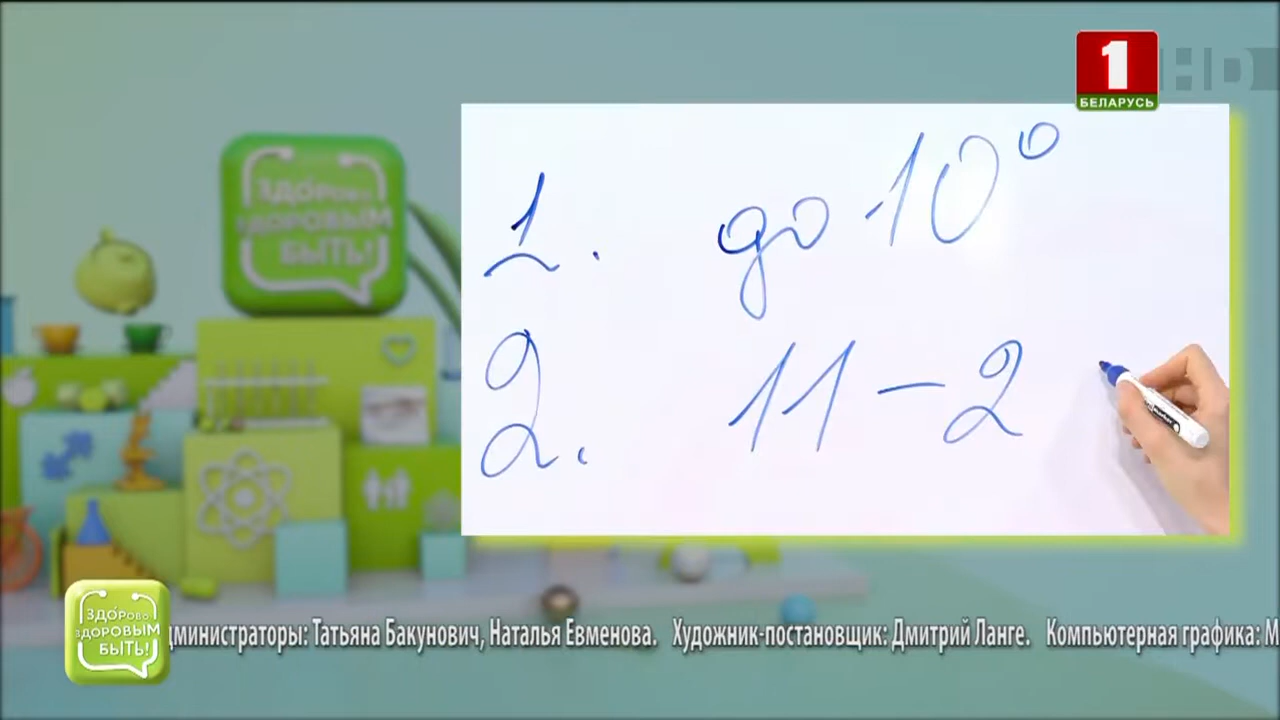 1
БЕЛАРУСЬ
HD
1. до 10°
2. 11 – 2
ЗДОРОВО
ЗДОРОВЫМ
БЫТЬ!
ЗДОРОВО
ЗДОРОВЫМ
БЫТЬ!
дминистраторы: Татьяна Бакунович, Наталья Евменова. Художник-постановщик: Дмитрий Ланге. Компьютерная графика: М